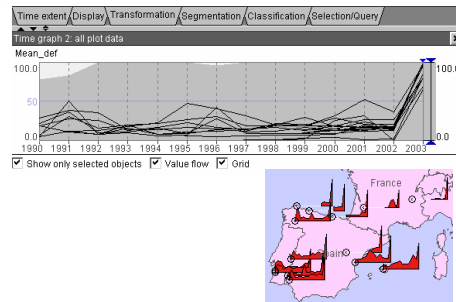 Time extent Display Transformation Segmentation Classification Selection/Query
Time graph 2: all plot data
Mean_def
100.0 100.0
50
0.0 0.0
1990 1991 1992 1993 1994 1995 1996 1997 1998 1999 2000 2001 2002 2003
Show only selected objects Value flow Grid
France
Spain